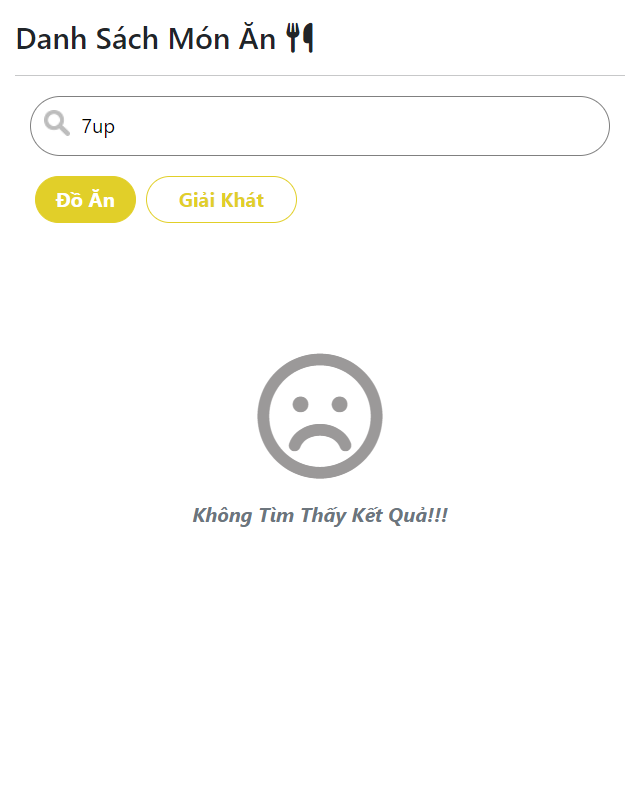 Danh Sách Món Ăn
7up
Đồ Ăn
Giải Khát
Không Tìm Thấy Kết Quả!!!